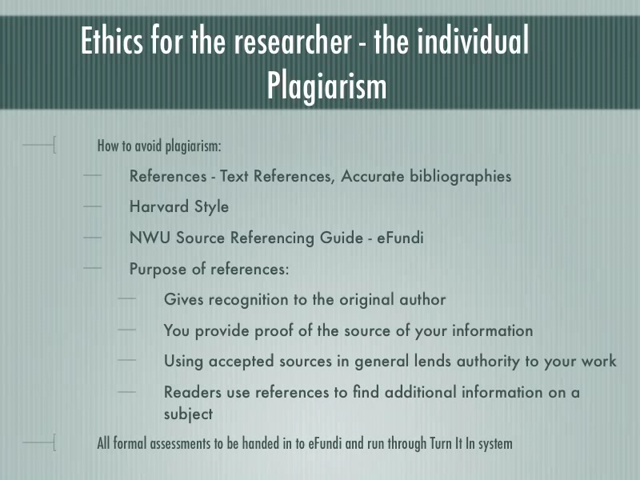 Ethics for the researcher - the individual
Plagiarism
How to avoid plagiarism:
References - Text References, Accurate bibliographies
Harvard Style
NWU Source Referencing Guide - eFundi
Purpose of references:
Gives recognition to the original author
You provide proof of the source of your information
Using accepted sources in general lends authority to your work
Readers use references to find additional information on a
subject
All formal assessments to be handed in to eFundi and run through Turn It In system